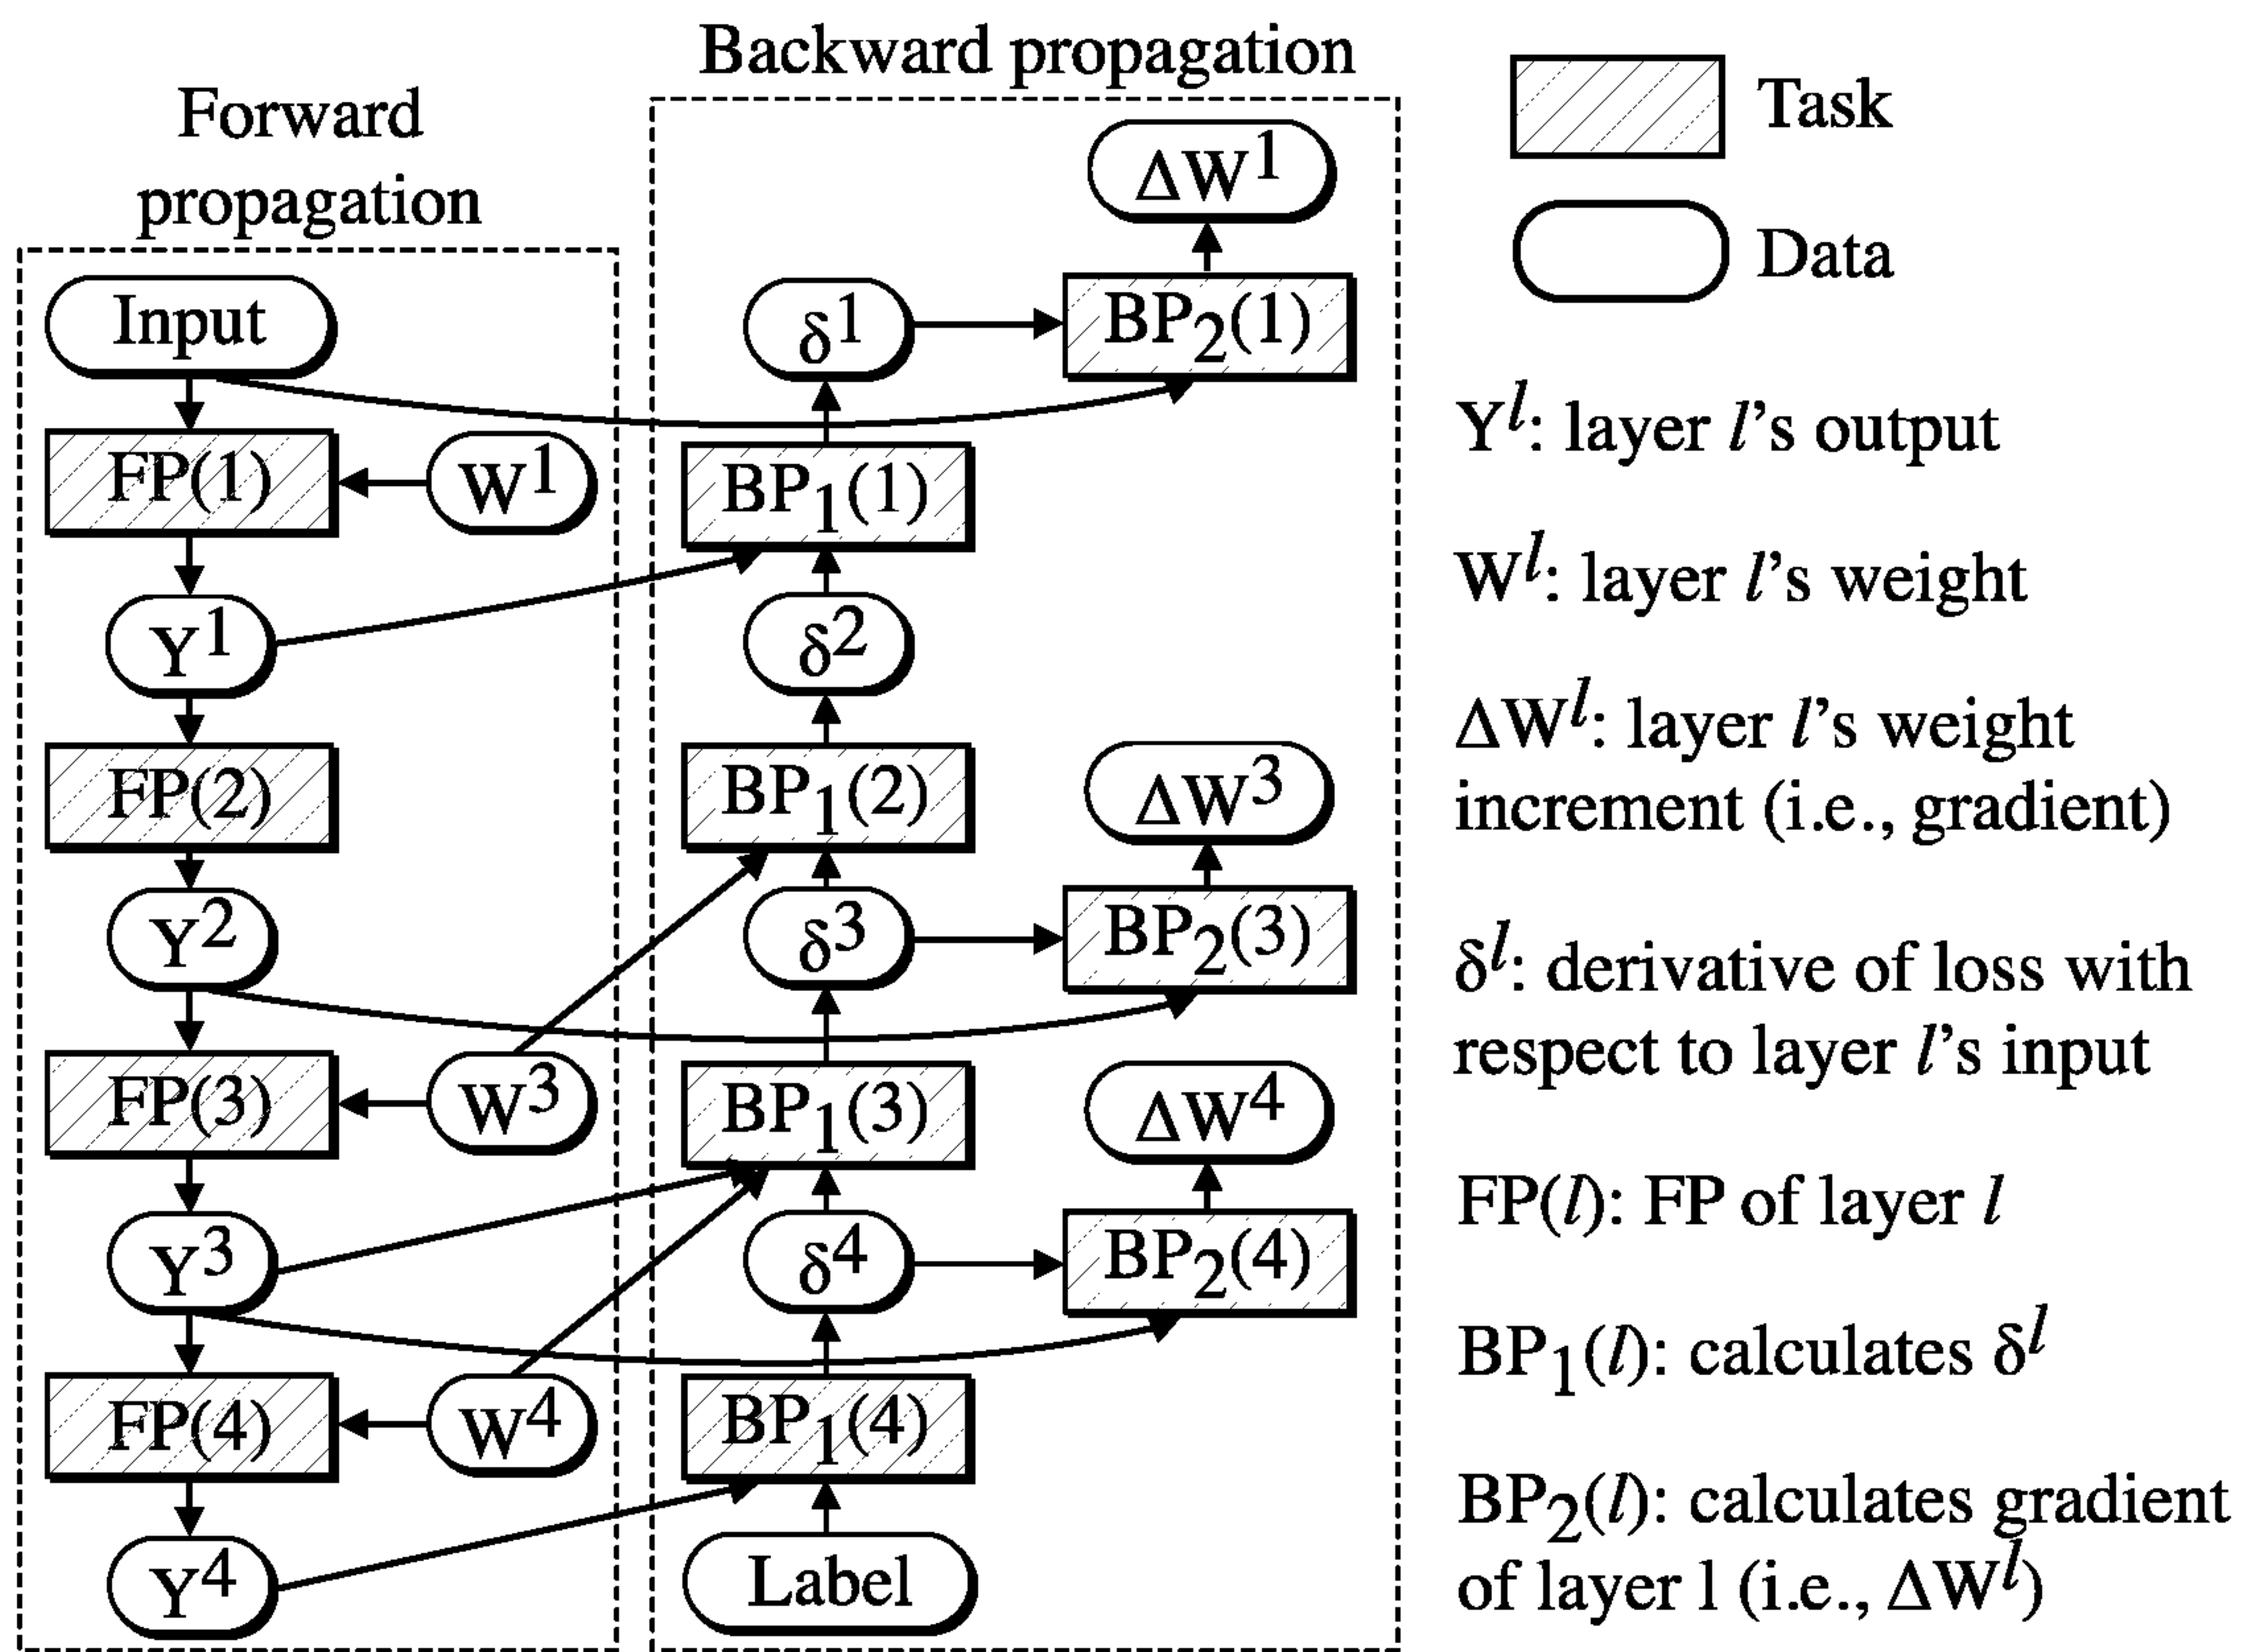 Forward
propagation
Input
FP(1)
W¹
Y¹
FP(2)
Y²
FP(3)
W³
Y³
FP(4)
W⁴
Y⁴
Backward propagation
ΔW¹
δ¹
BP₂(1)
BP₁(1)
δ²
BP₁(2)
ΔW³
δ³
BP₂(3)
BP₁(3)
ΔW⁴
δ⁴
BP₂(4)
BP₁(4)
Label
Task
Data
Yˡ: layer l's output
Wˡ: layer l's weight
ΔWˡ: layer l's weight
increment (i.e., gradient)
δˡ: derivative of loss with
respect to layer l's input
FP(l): FP of layer l
BP₁(l): calculates δˡ
BP₂(l): calculates gradient
of layer l (i.e., ΔWˡ)